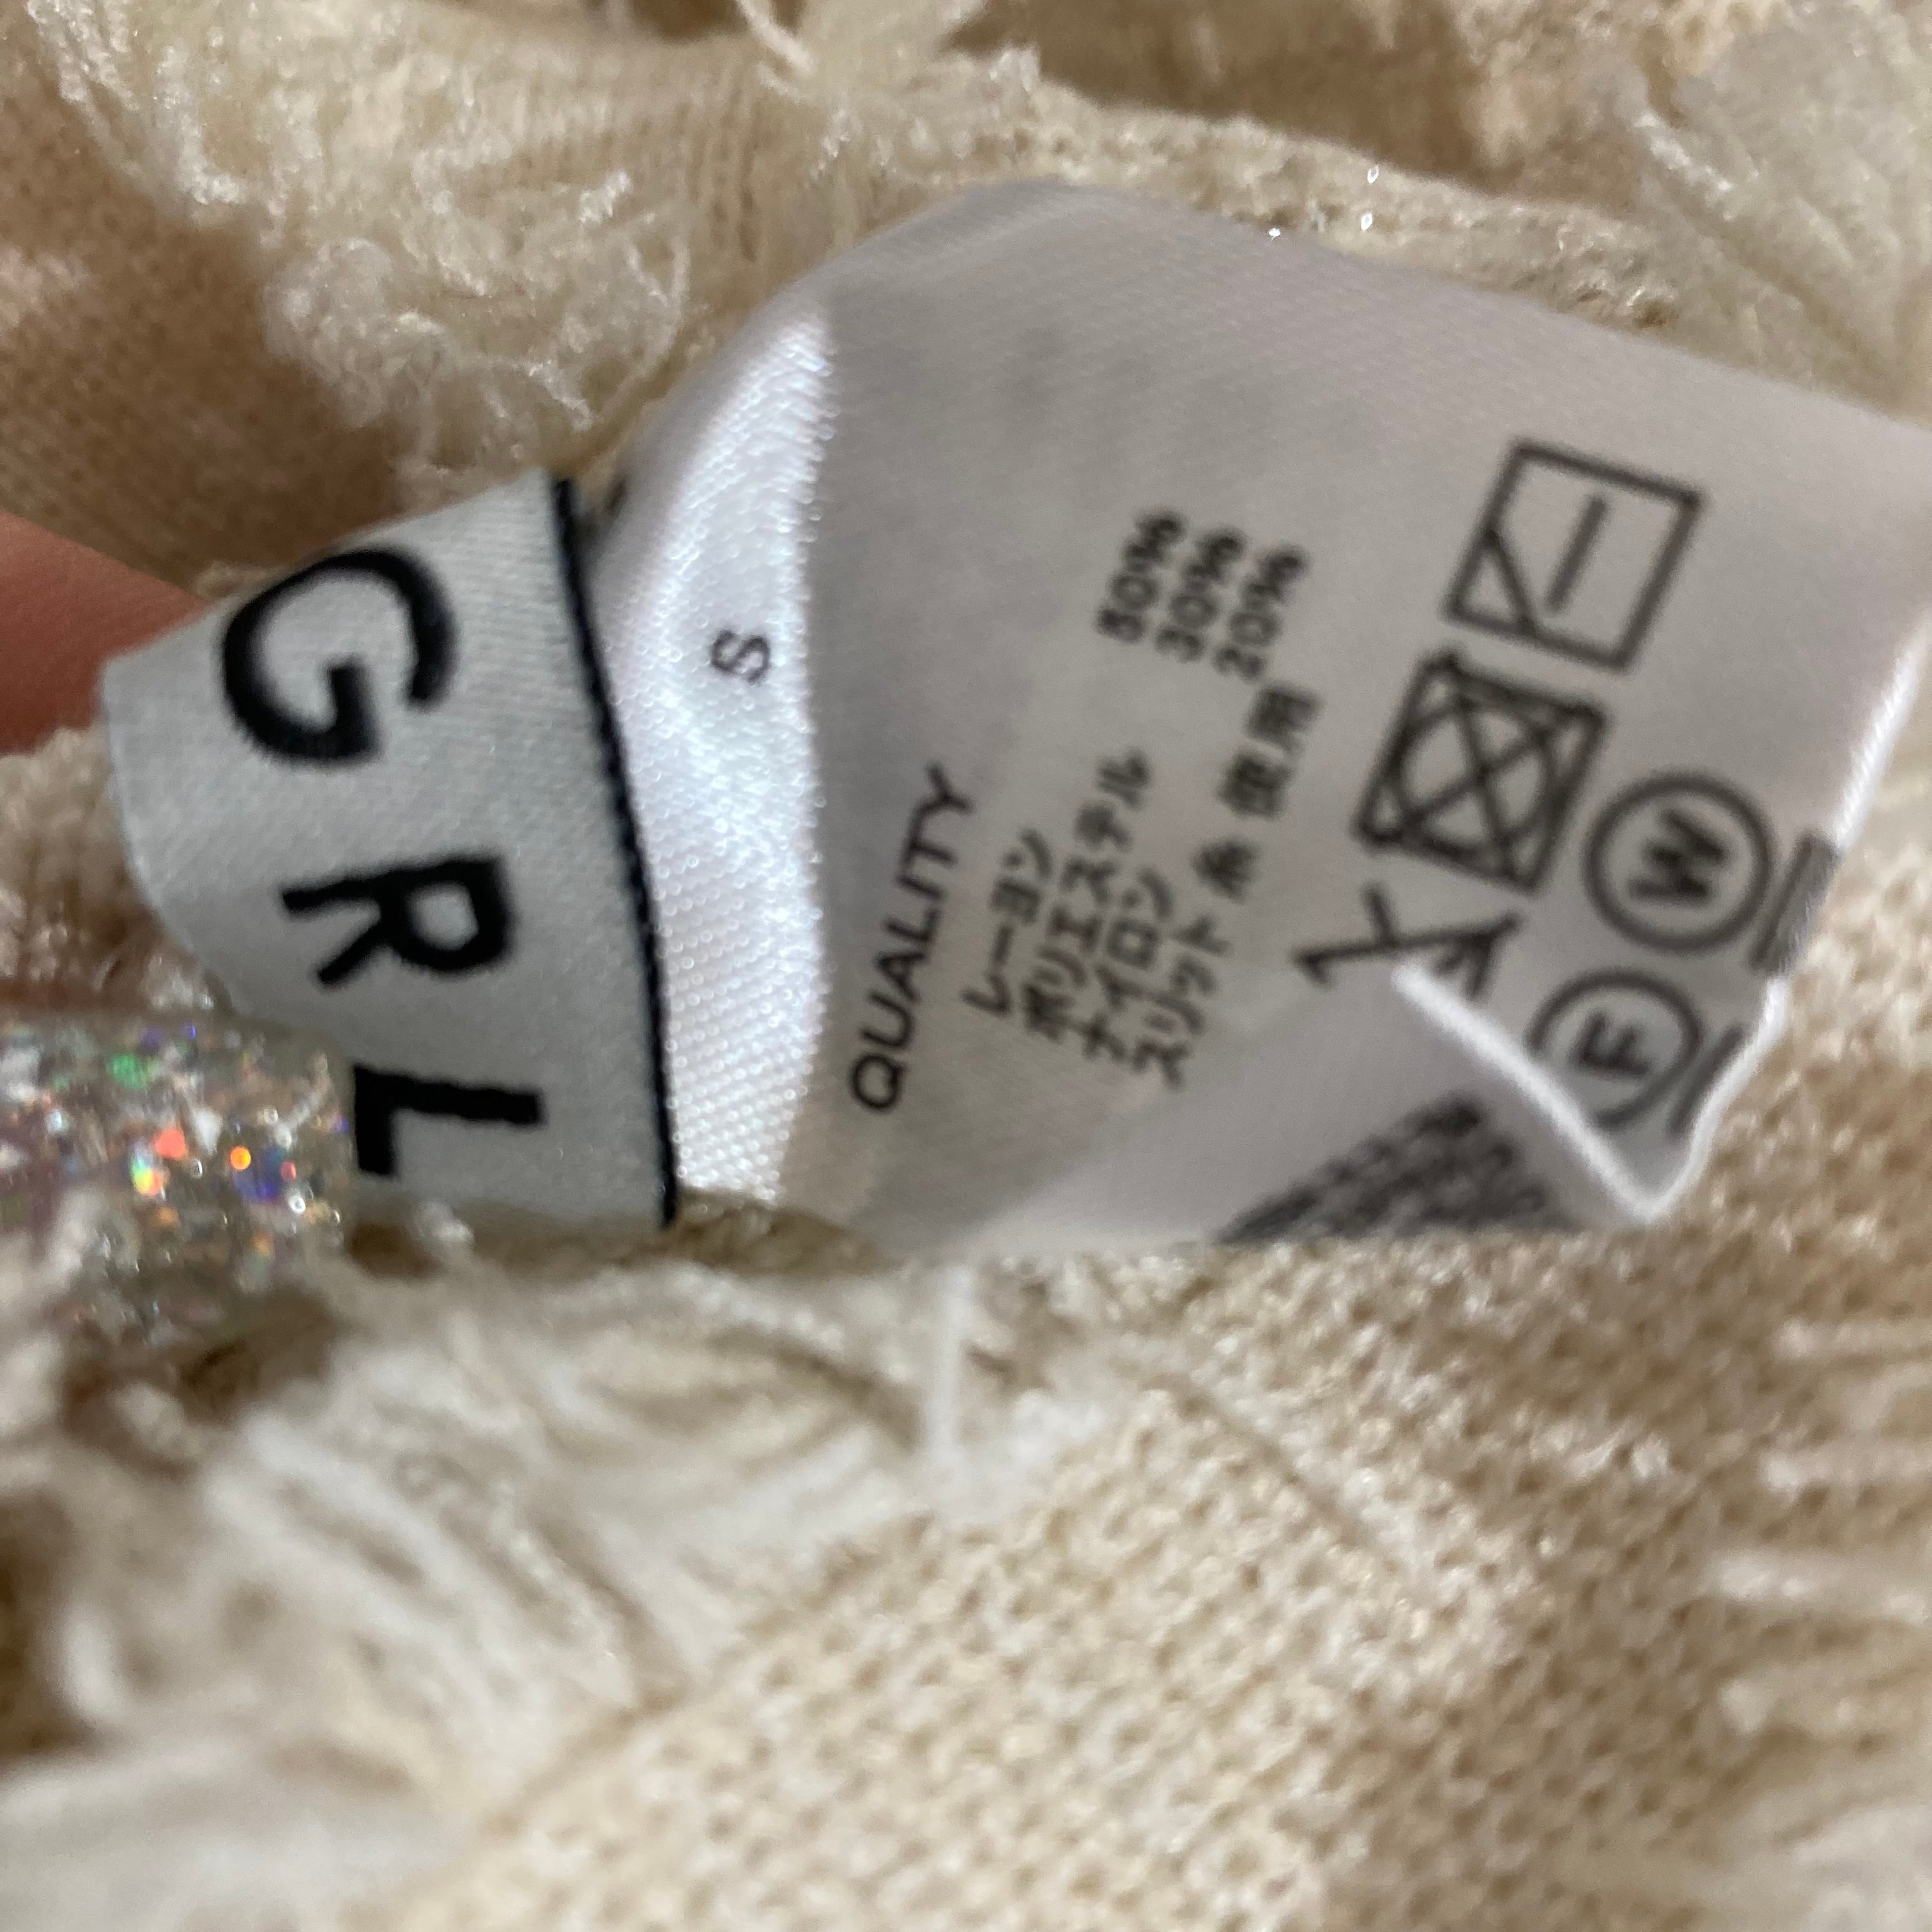 GRL
S
QUALITY
レーヨン 50%
ポリエステル 30%
ナイロン 20%
スリット糸使用
W
F